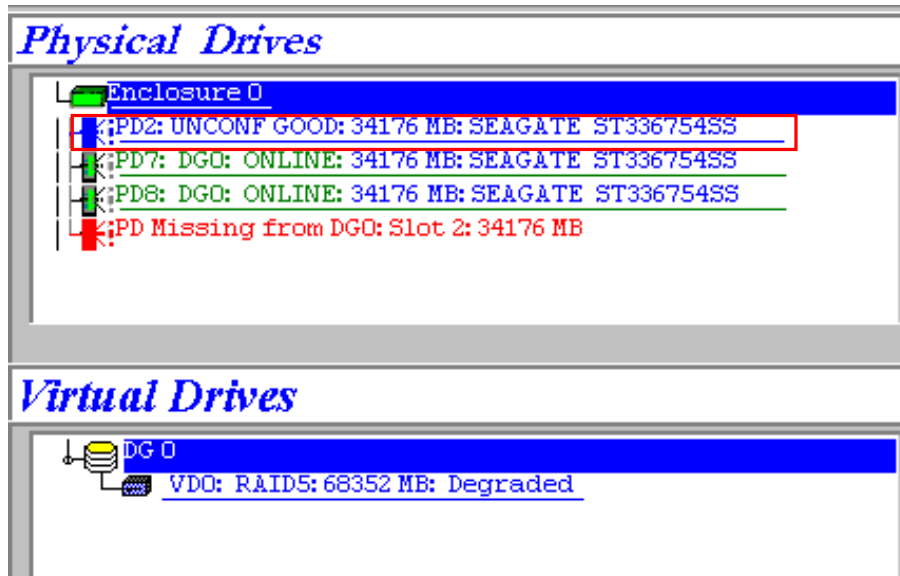 Physical Drives
Enclosure 0
PD2: UNCONF GOOD: 34176 MB: SEAGATE ST336754SS
PD7: DG0: ONLINE: 34176 MB: SEAGATE ST336754SS
PD8: DG0: ONLINE: 34176 MB: SEAGATE ST336754SS
PD Missing from DG0: Slot 2: 34176 MB
Virtual Drives
DG 0
VD0: RAID5: 68352 MB: Degraded